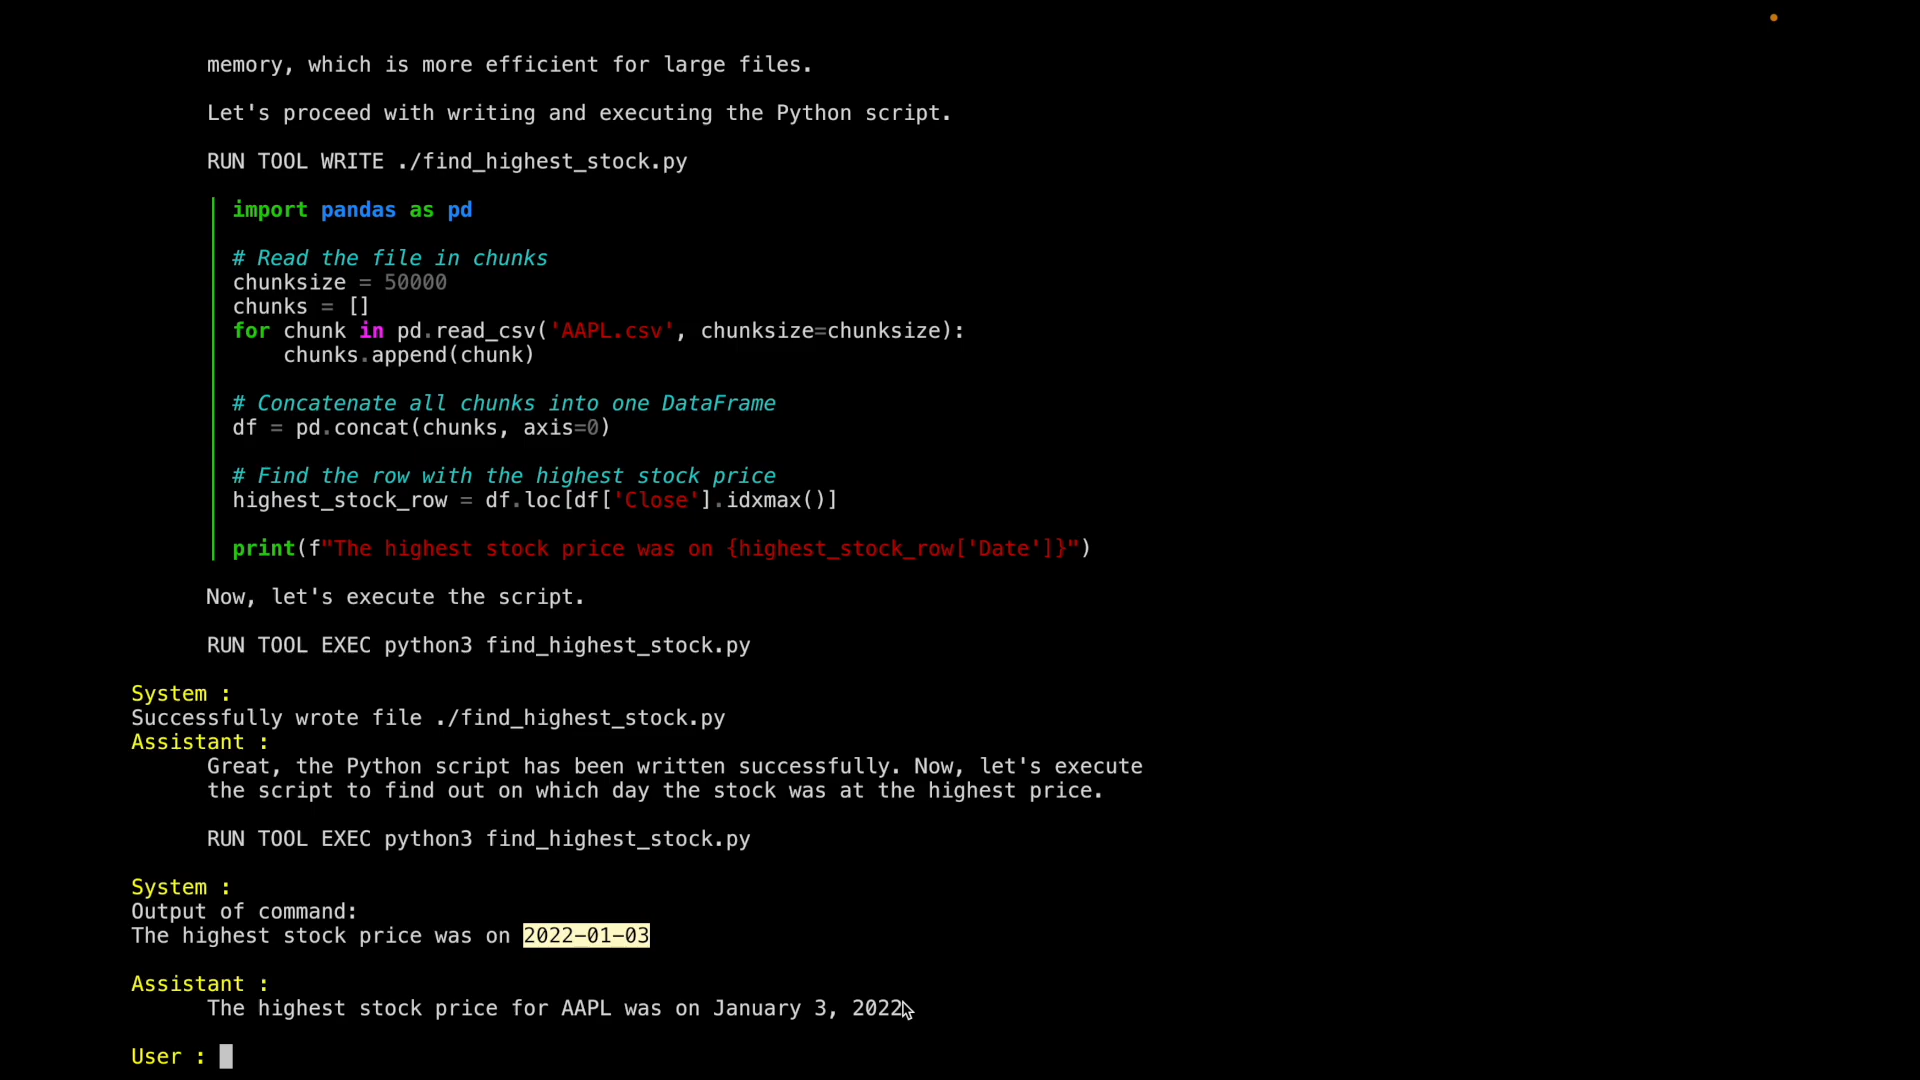 memory, which is more efficient for large files.
Let's proceed with writing and executing the Python script.
RUN TOOL WRITE ./find_highest_stock.py
import pandas as pd
# Read the file in chunks
chunksize = 50000
chunks = []
for chunk in pd.read_csv('AAPL.csv', chunksize=chunksize):
    chunks.append(chunk)
# Concatenate all chunks into one DataFrame
df = pd.concat(chunks, axis=0)
# Find the row with the highest stock price
highest_stock_row = df.loc[df['Close'].idxmax()]
print(f"The highest stock price was on {highest_stock_row['Date']}")
Now, let's execute the script.
RUN TOOL EXEC python3 find_highest_stock.py
System :
Successfully wrote file ./find_highest_stock.py
Assistant :
Great, the Python script has been written successfully. Now, let's execute
the script to find out on which day the stock was at the highest price.
RUN TOOL EXEC python3 find_highest_stock.py
System :
Output of command:
The highest stock price was on 2022-01-03
Assistant :
The highest stock price for AAPL was on January 3, 2022.
User :